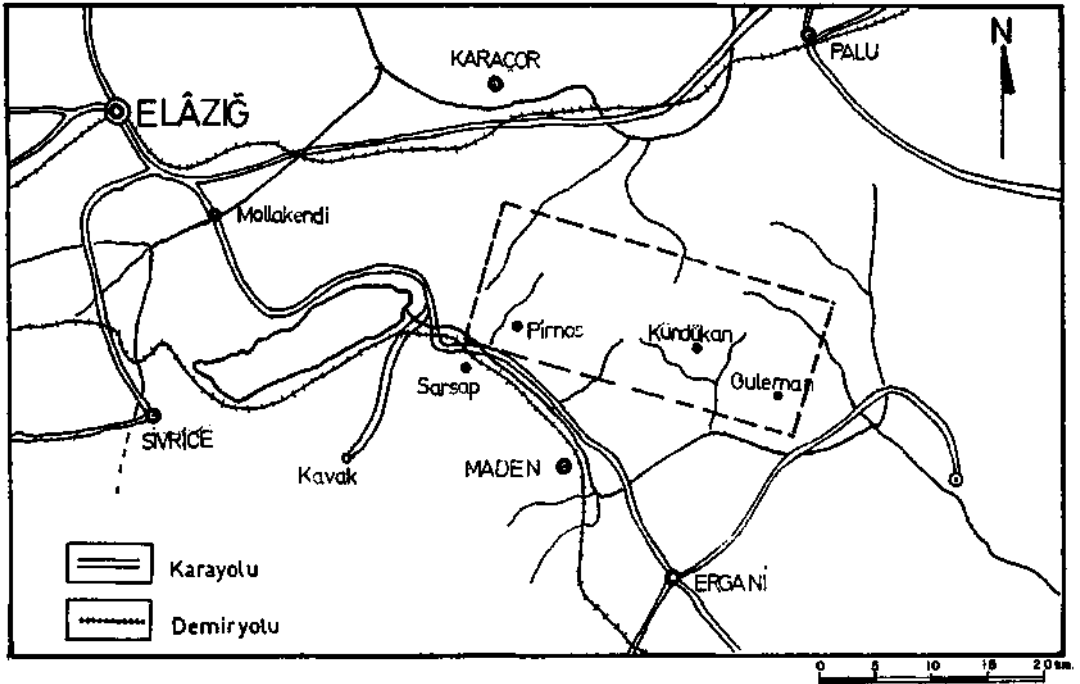 KARAÇOR
PALU
N
ELÂZIĞ
Mollakendi
Pirnos
Kündükan
Guleman
Sarsap
SİVRİCE
Kavak
MADEN
ERGANİ
Karayolu
Demiryolu
0 5 10 15 20 km.